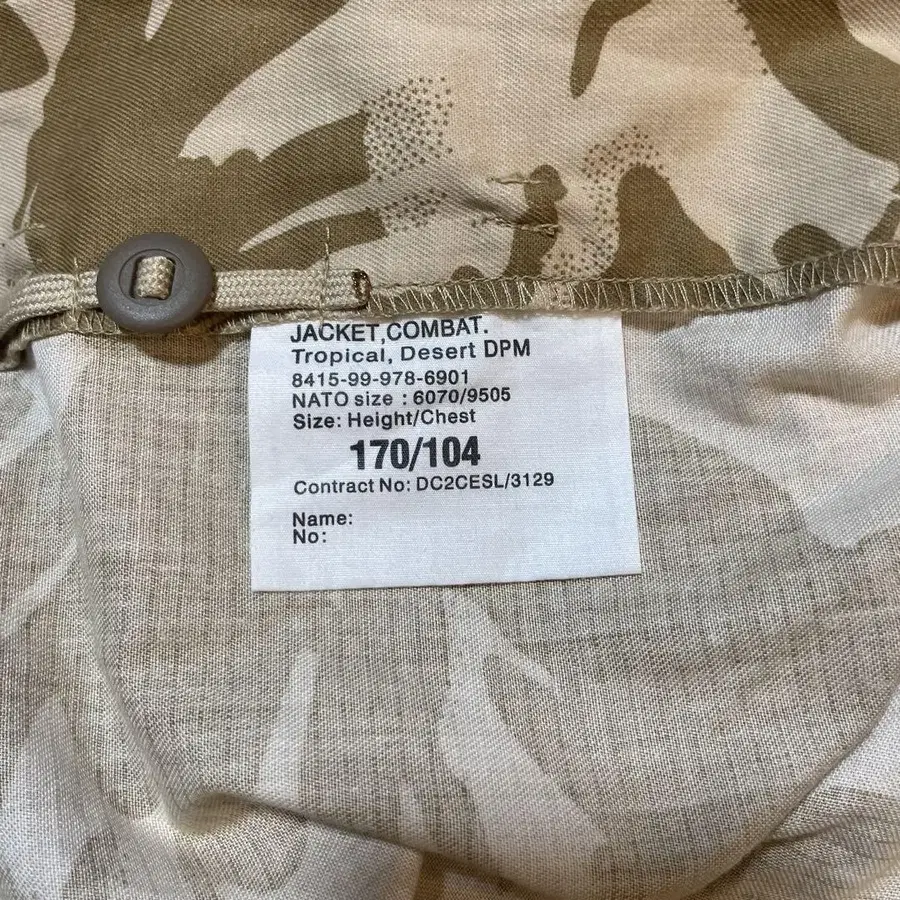 JACKET,COMBAT.
Tropical, Desert DPM
8415-99-978-6901
NATO size : 6070/9505
Size: Height/Chest
170/104
Contract No: DC2CESL/3129
Name:
No: